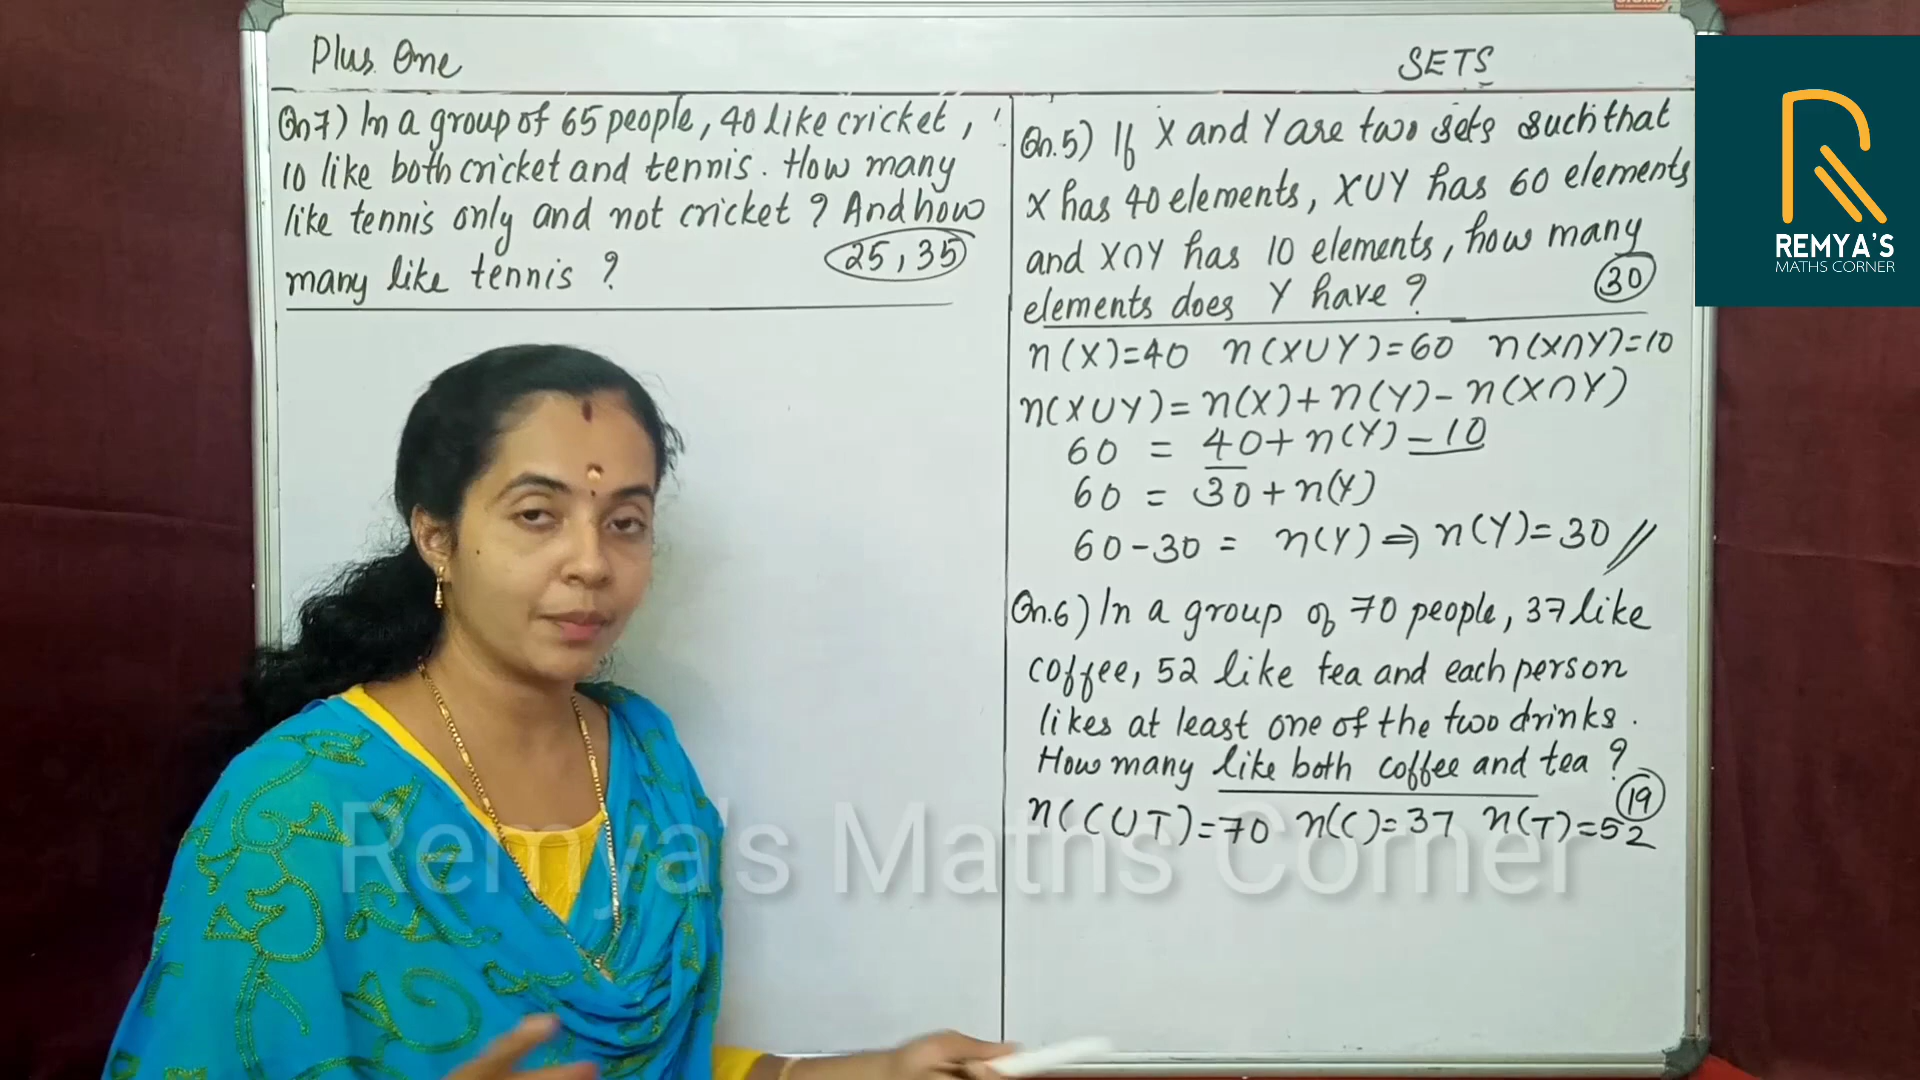 Plus One
SETS
Qn 7) In a group of 65 people, 40 like cricket,
10 like both cricket and tennis. How many
like tennis only and not cricket ? And how
many like tennis ?
25, 35
Qn.5) If X and Y are two sets such that
X has 40 elements, X∪Y has 60 elements
and X∩Y has 10 elements, how many
elements does Y have ?
30
n(X)=40 n(X∪Y)=60 n(X∩Y)=10
n(X∪Y)= n(X)+n(Y)- n(X∩Y)
60 = 40+n(Y)-10
60 = 30+n(Y)
60-30 = n(Y) ⇒ n(Y)=30 //
Qn.6) In a group of 70 people, 37 like
coffee, 52 like tea and each person
likes at least one of the two drinks.
How many like both coffee and tea ?
19
n(C∪T)=70 n(C)=37 n(T)=52
REMYA'S
MATHS CORNER
Remya's Maths Corner